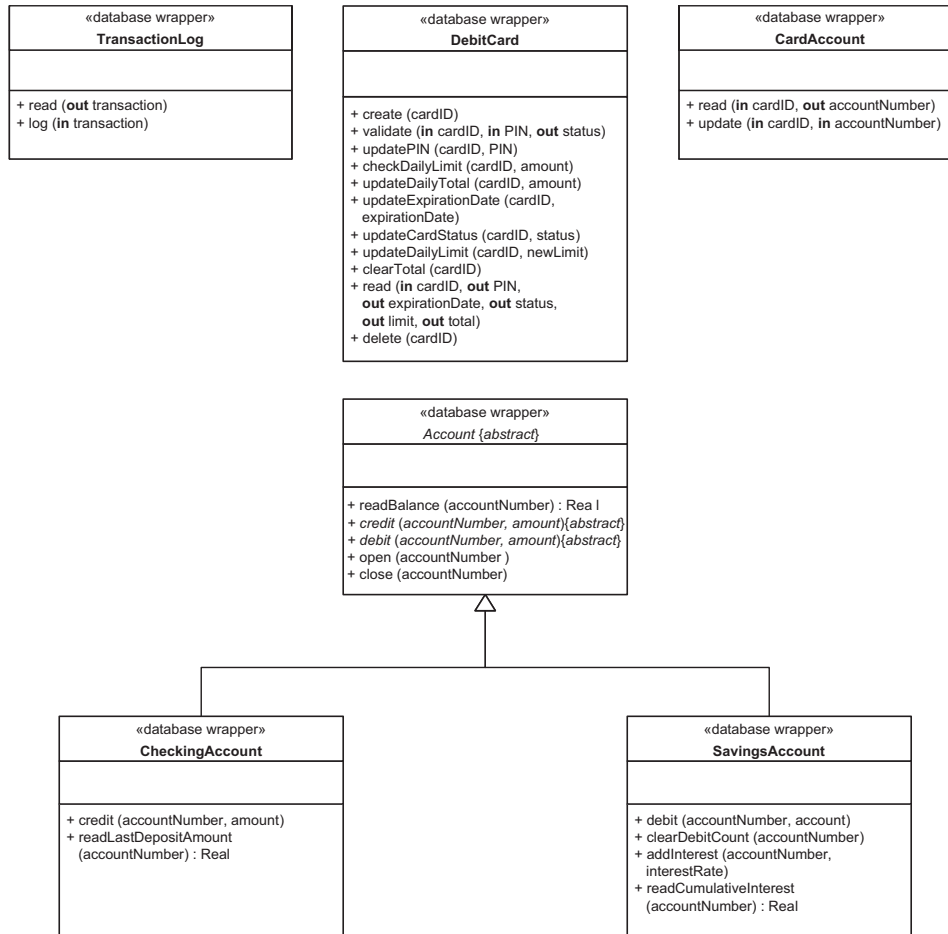 «database wrapper»
TransactionLog
+ read (out transaction)
+ log (in transaction)
«database wrapper»
DebitCard
+ create (cardID)
+ validate (in cardID, in PIN, out status)
+ updatePIN (cardID, PIN)
+ checkDailyLimit (cardID, amount)
+ updateDailyTotal (cardID, amount)
+ updateExpirationDate (cardID,
expirationDate)
+ updateCardStatus (cardID, status)
+ updateDailyLimit (cardID, newLimit)
+ clearTotal (cardID)
+ read (in cardID, out PIN,
out expirationDate, out status,
out limit, out total)
+ delete (cardID)
«database wrapper»
CardAccount
+ read (in cardID, out accountNumber)
+ update (in cardID, in accountNumber)
«database wrapper»
Account {abstract}
+ readBalance (accountNumber) : Rea l
+ credit (accountNumber, amount){abstract}
+ debit (accountNumber, amount){abstract}
+ open (accountNumber )
+ close (accountNumber)
«database wrapper»
CheckingAccount
+ credit (accountNumber, amount)
+ readLastDepositAmount
(accountNumber) : Real
«database wrapper»
SavingsAccount
+ debit (accountNumber, account)
+ clearDebitCount (accountNumber)
+ addInterest (accountNumber,
interestRate)
+ readCumulativeInterest
(accountNumber) : Real